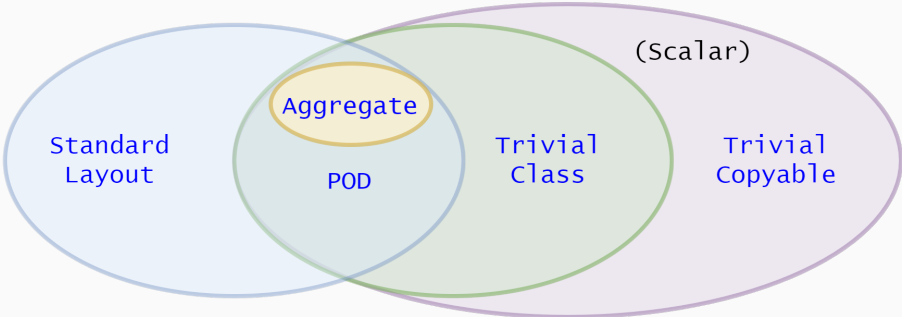 (Scalar)
Aggregate
Standard
Layout
POD
Trivial
Class
Trivial
Copyable